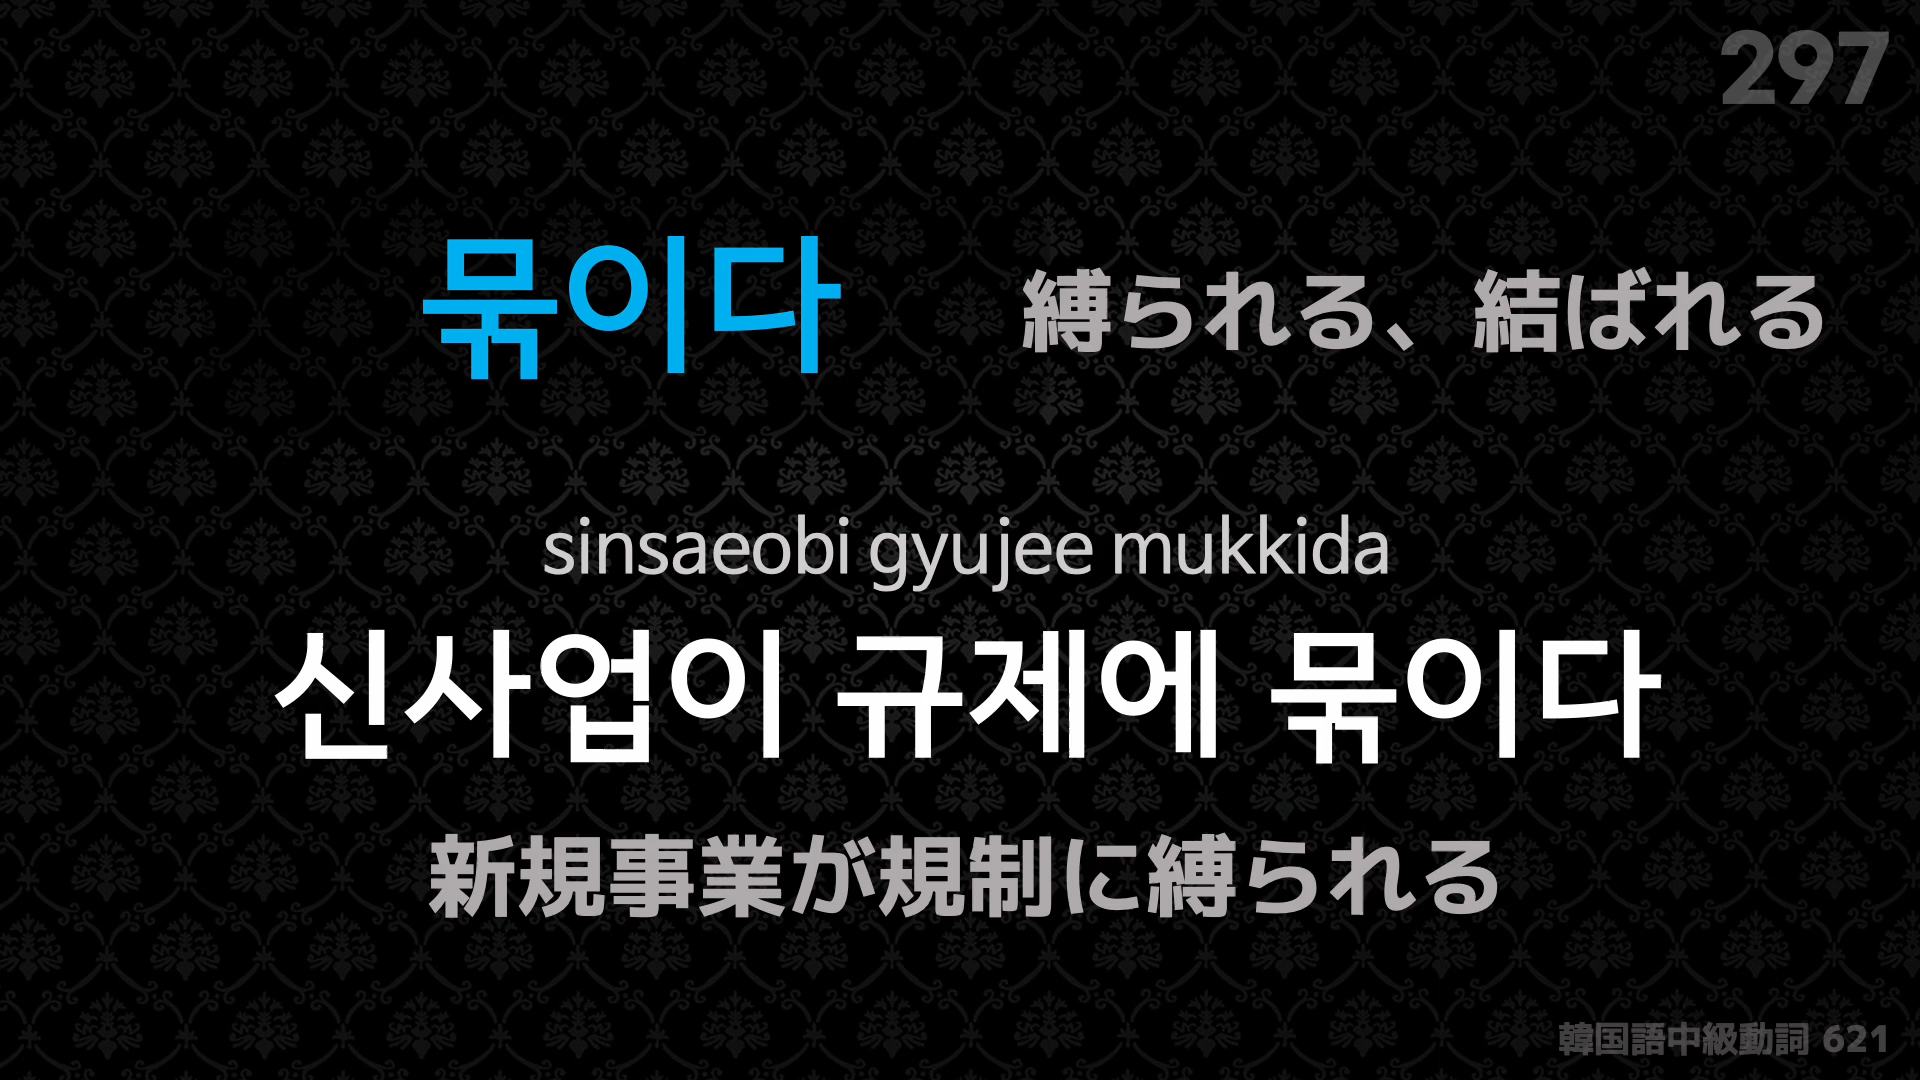 297
묶이다 縛られる、結ばれる
sinsaeobi gyujee mukkida
신사업이 규제에 묶이다
新規事業が規制に縛られる
韓国語中級動詞 621